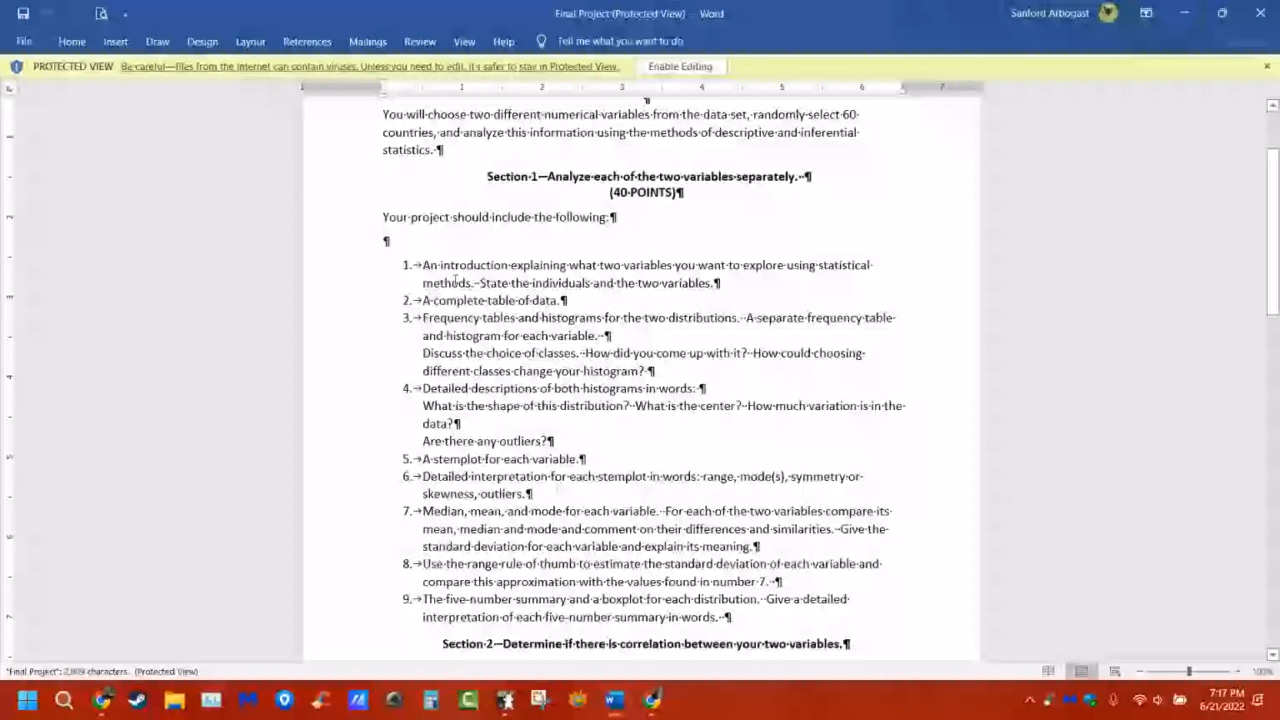 Final Project (Protected View) - Word
Sanford Arbogast
File Home Insert Draw Design Layout References Mailings Review View Help Tell me what you want to do
PROTECTED VIEW Be careful—files from the Internet can contain viruses. Unless you need to edit, it's safer to stay in Protected View. Enable Editing
1 1 2 3 4 5 6 7
You will choose two different numerical variables from the data set, randomly select 60
countries, and analyze this information using the methods of descriptive and inferential
statistics. ¶
Section 1—Analyze each of the two variables separately. ¶
(40 POINTS)¶
Your project should include the following:¶
¶
1. → An introduction explaining what two variables you want to explore using statistical
methods. State the individuals and the two variables.¶
2. → A complete table of data.¶
3. → Frequency tables and histograms for the two distributions. A separate frequency table
and histogram for each variable. ¶
Discuss the choice of classes. How did you come up with it? How could choosing
different classes change your histogram? ¶
4. → Detailed descriptions of both histograms in words: ¶
What is the shape of this distribution? What is the center? How much variation is in the
data?¶
Are there any outliers?¶
5. → A stemplot for each variable.¶
6. → Detailed interpretation for each stemplot in words: range, mode(s), symmetry or
skewness, outliers.¶
7. → Median, mean, and mode for each variable. For each of the two variables compare its
mean, median and mode and comment on their differences and similarities. Give the
standard deviation for each variable and explain its meaning.¶
8. → Use the range rule of thumb to estimate the standard deviation of each variable and
compare this approximation with the values found in number 7. ¶
9. → The five-number summary and a boxplot for each distribution. Give a detailed
interpretation of each five-number summary in words. ¶
Section 2—Determine if there is correlation between your two variables.¶
"Final Project": 2,809 characters. (Protected View)
100%
7:17 PM
6/21/2022